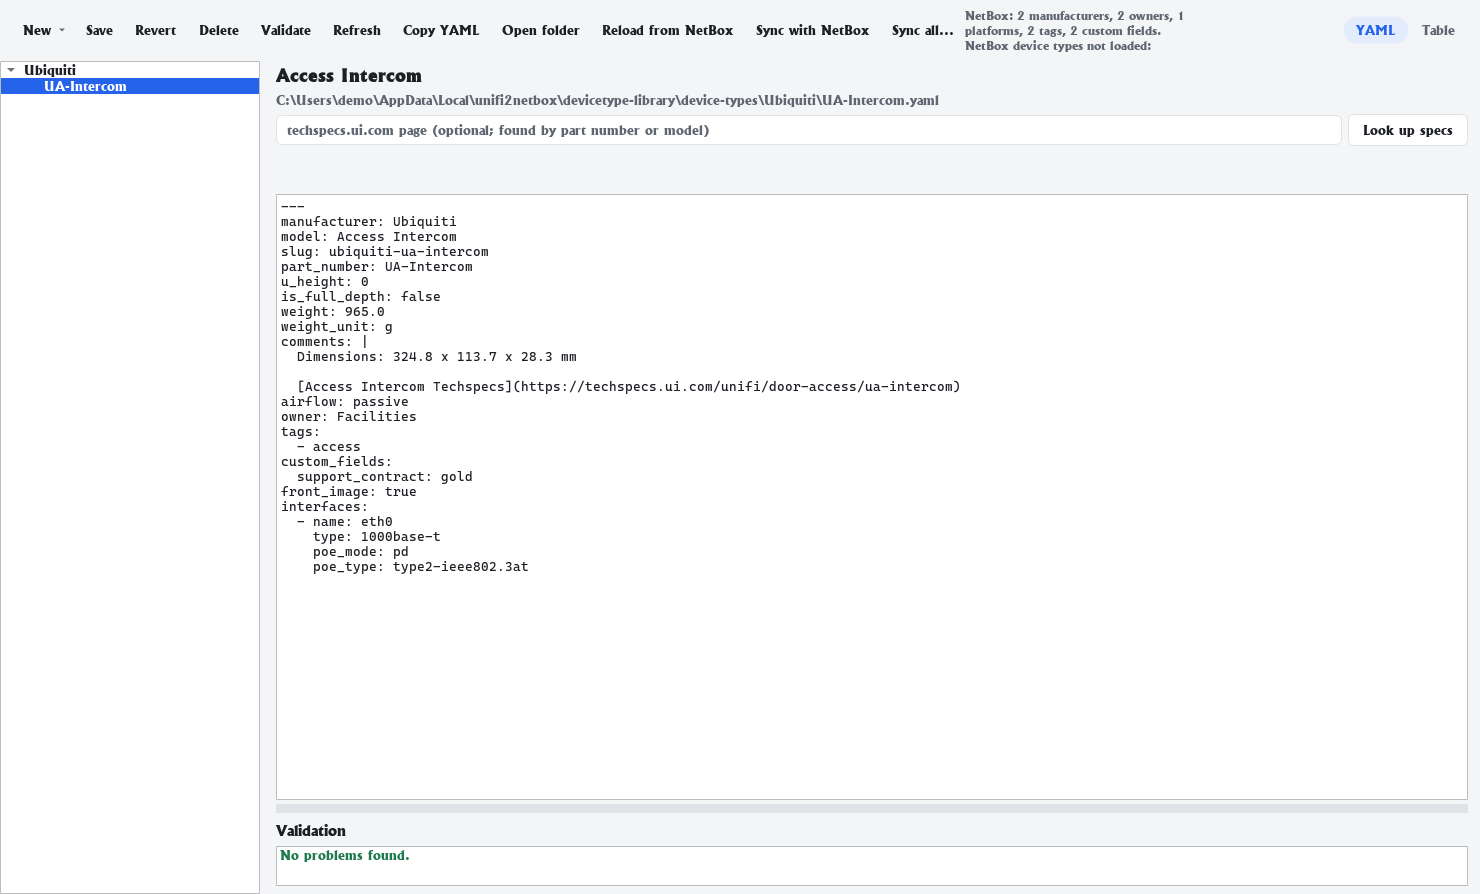 New
Save
Revert
Delete
Validate
Refresh
Copy YAML
Open folder
Reload from NetBox
Sync with NetBox
Sync all...
NetBox: 2 manufacturers, 2 owners, 1
platforms, 2 tags, 2 custom fields.
NetBox device types not loaded:
YAML
Table
Ubiquiti
UA-Intercom
Access Intercom
C:\Users\demo\AppData\Local\unifi2netbox\devicetype-library\device-types\Ubiquiti\UA-Intercom.yaml
techspecs.ui.com page (optional; found by part number or model)
Look up specs
---
manufacturer: Ubiquiti
model: Access Intercom
slug: ubiquiti-ua-intercom
part_number: UA-Intercom
u_height: 0
is_full_depth: false
weight: 965.0
weight_unit: g
comments: |
  Dimensions: 324.8 x 113.7 x 28.3 mm

  [Access Intercom Techspecs](https://techspecs.ui.com/unifi/door-access/ua-intercom)
airflow: passive
owner: Facilities
tags:
  - access
custom_fields:
  support_contract: gold
front_image: true
interfaces:
  - name: eth0
    type: 1000base-t
    poe_mode: pd
    poe_type: type2-ieee802.3at
Validation
No problems found.